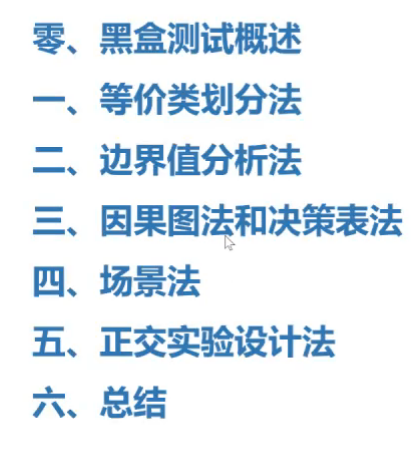 零、黑盒测试概述
一、等价类划分法
二、边界值分析法
三、因果图法和决策表法
四、场景法
五、正交实验设计法
六、总结